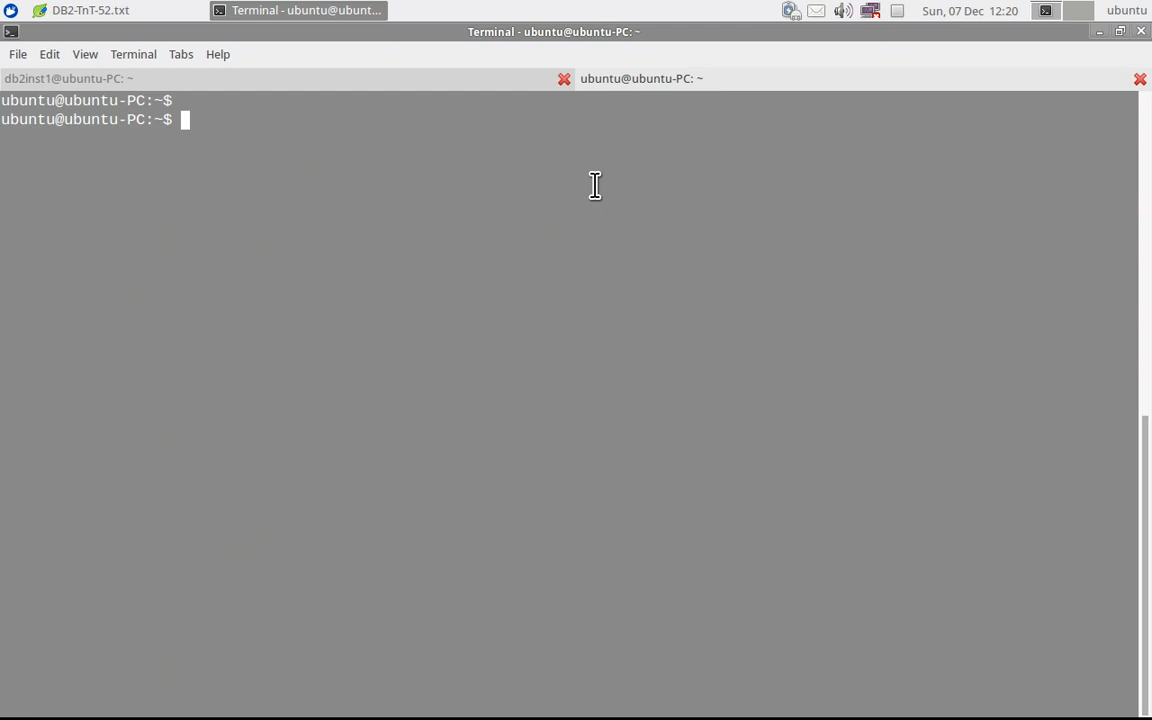 DB2-TnT-52.txt
Terminal - ubuntu@ubunt...
Sun, 07 Dec 12:20
ubuntu
Terminal - ubuntu@ubuntu-PC: ~
File Edit View Terminal Tabs Help
db2inst1@ubuntu-PC: ~
ubuntu@ubuntu-PC: ~
ubuntu@ubuntu-PC:~$
ubuntu@ubuntu-PC:~$